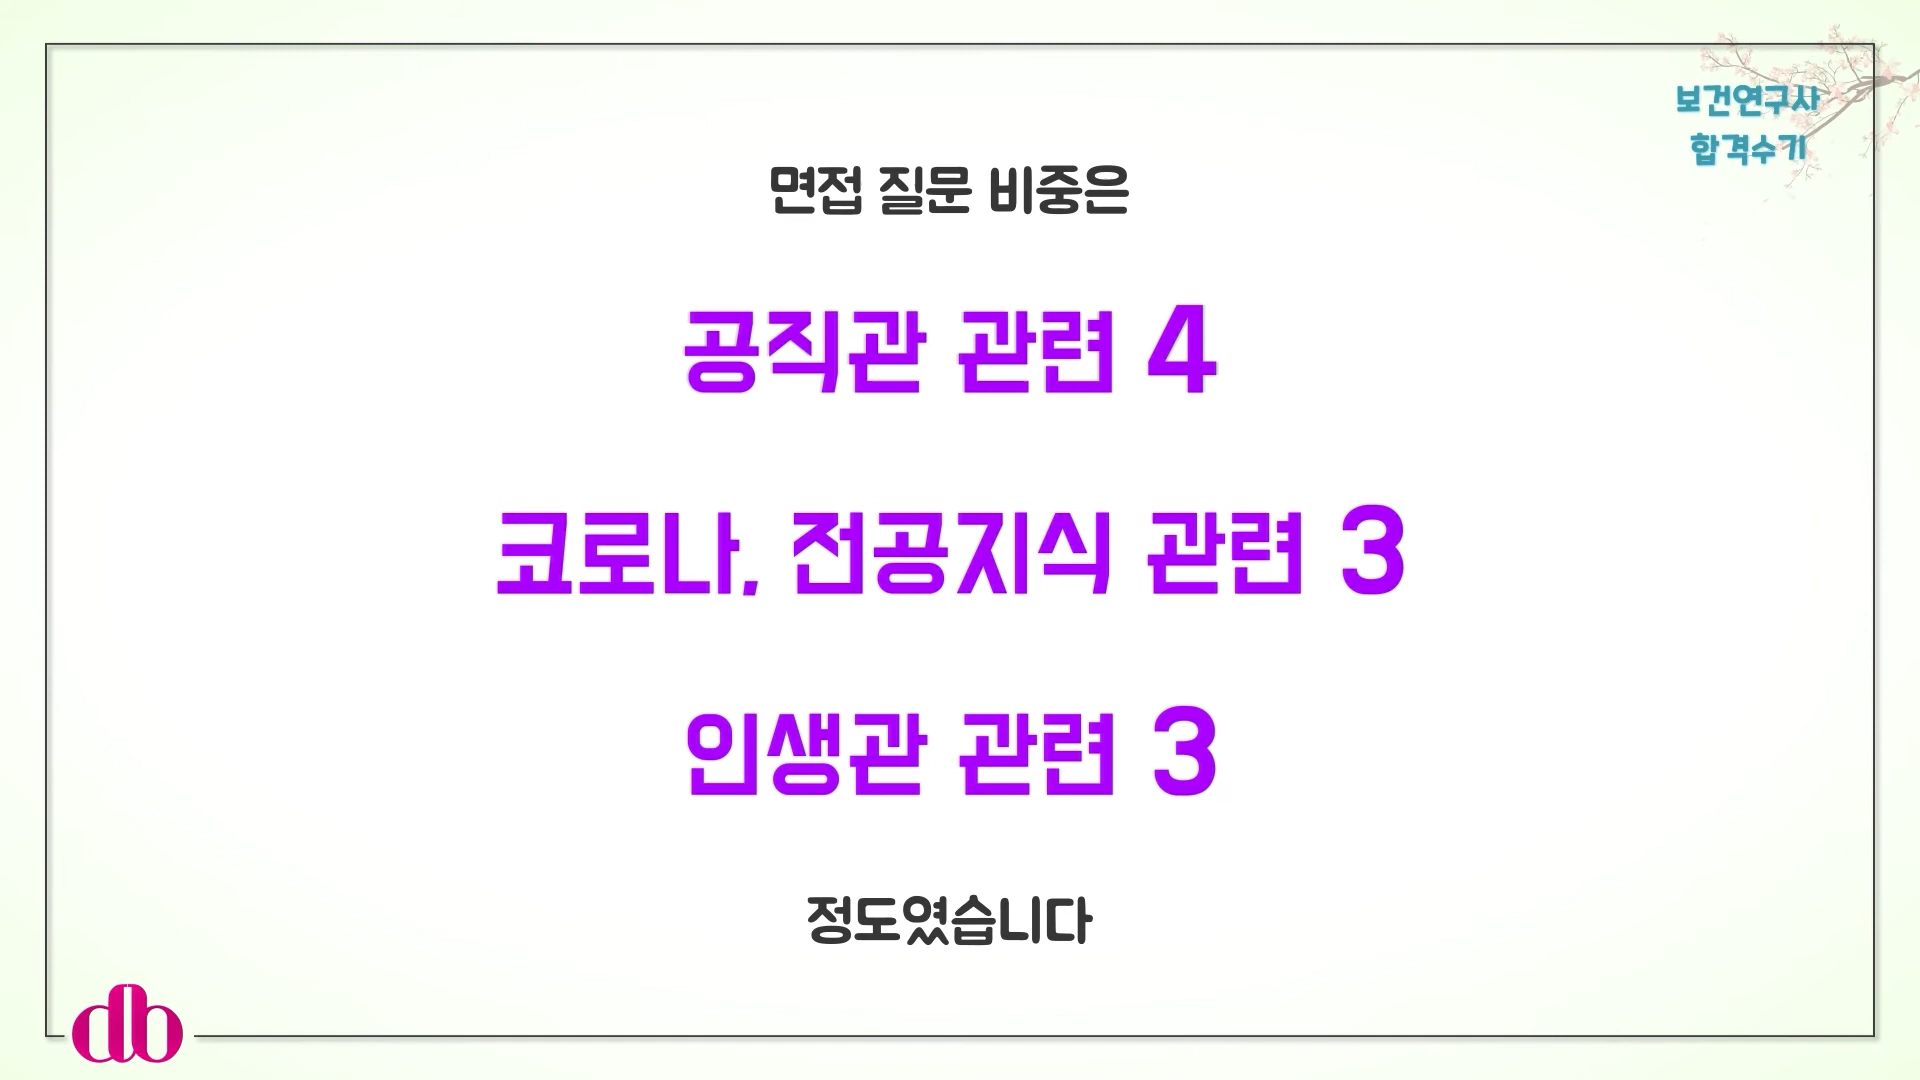 보건연구사
합격수기
면접 질문 비중은
공직관 관련 4
코로나, 전공지식 관련 3
인생관 관련 3
정도였습니다
db